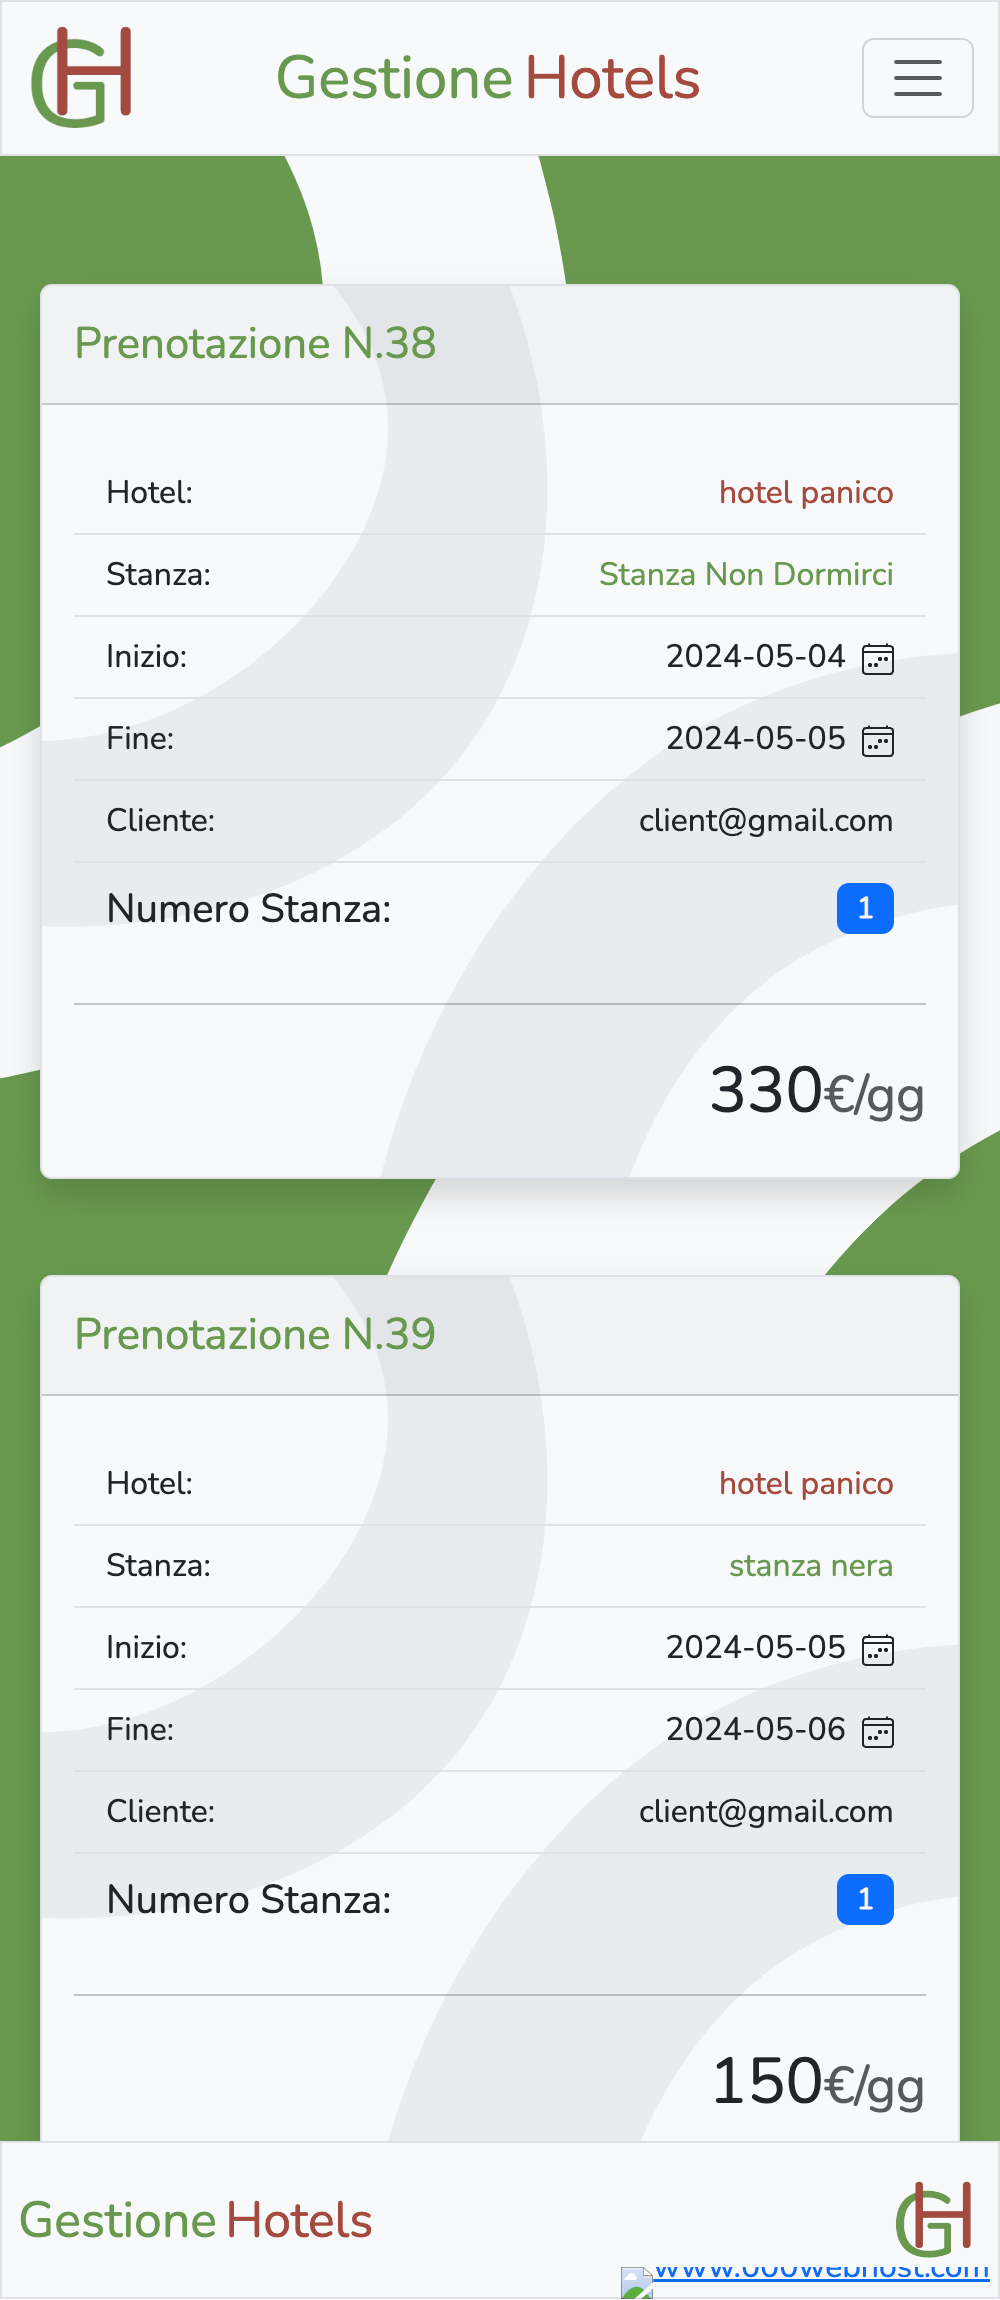 GH Gestione Hotels
Prenotazione N.38
Hotel: hotel panico
Stanza: Stanza Non Dormirci
Inizio: 2024-05-04
Fine: 2024-05-05
Cliente: client@gmail.com
Numero Stanza: 1
330€/gg
Prenotazione N.39
Hotel: hotel panico
Stanza: stanza nera
Inizio: 2024-05-05
Fine: 2024-05-06
Cliente: client@gmail.com
Numero Stanza: 1
150€/gg
Gestione Hotels GH
www.000webhost.com